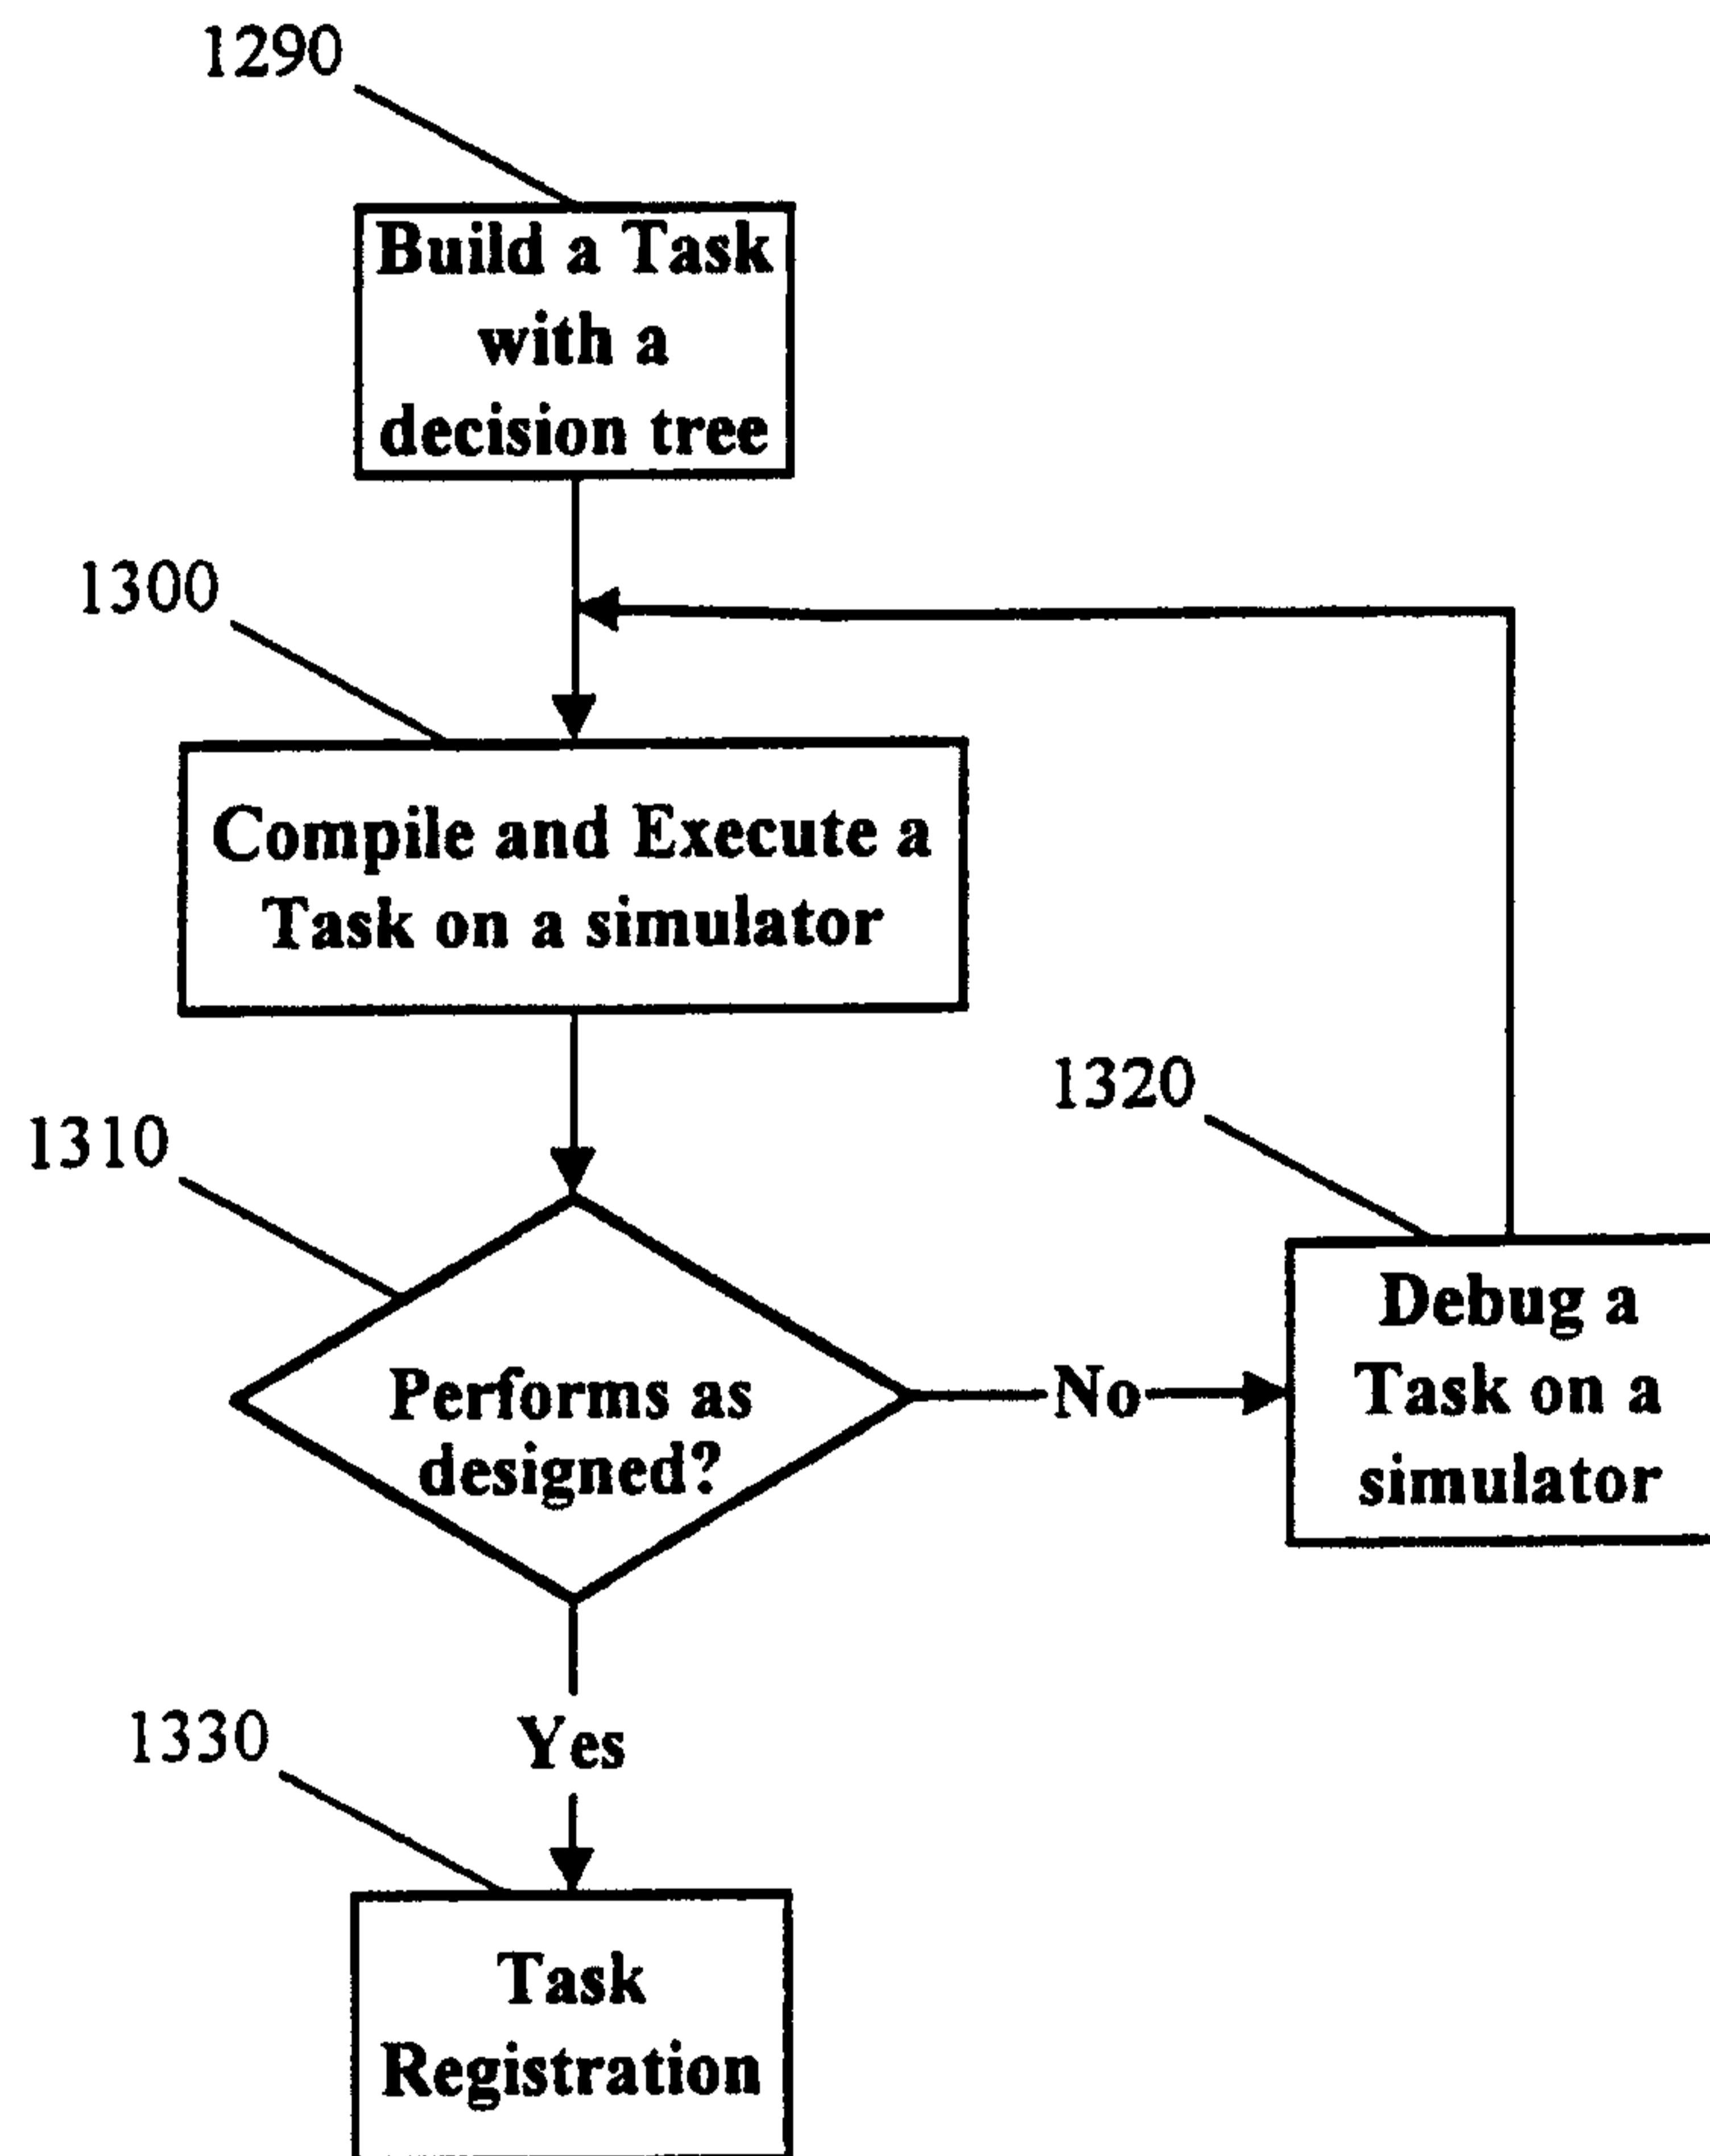 1290
Build a Task
with a
decision tree
1300
Compile and Execute a
Task on a simulator
1310
Performs as
designed?
No
1320
Debug a
Task on a
simulator
Yes
1330
Task
Registration